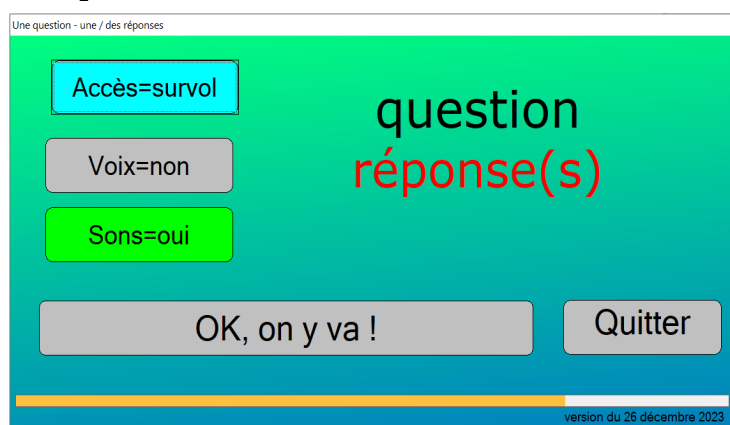 Une question - une / des réponses
Accès=survol
question
réponse(s)
Voix=non
Sons=oui
OK, on y va !
Quitter
version du 26 décembre 2023